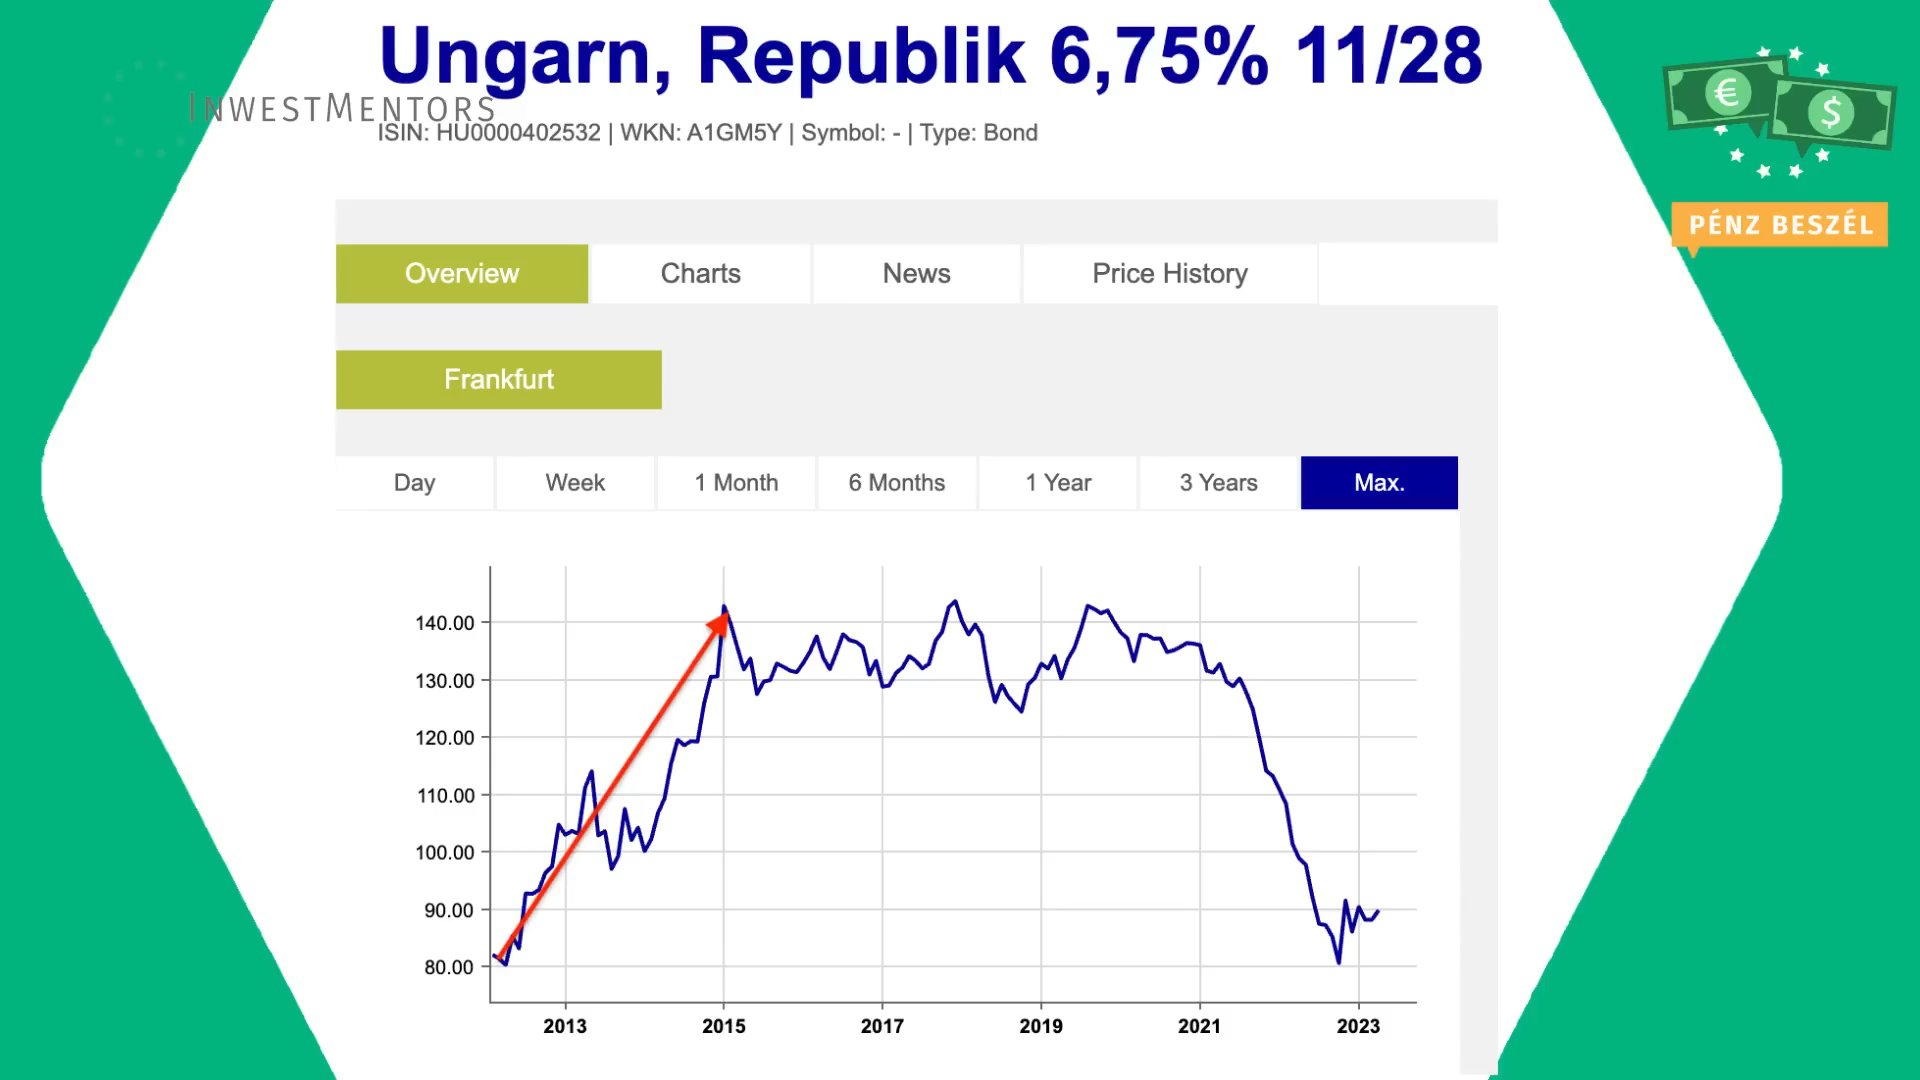 Ungarn, Republik 6,75% 11/28
INWESTMENTORS
ISIN: HU0000402532 | WKN: A1GM5Y | Symbol: - | Type: Bond
€ $
PÉNZ BESZÉL
Overview Charts News Price History
Frankfurt
Day Week 1 Month 6 Months 1 Year 3 Years Max.
140.00
130.00
120.00
110.00
100.00
90.00
80.00
2013 2015 2017 2019 2021 2023